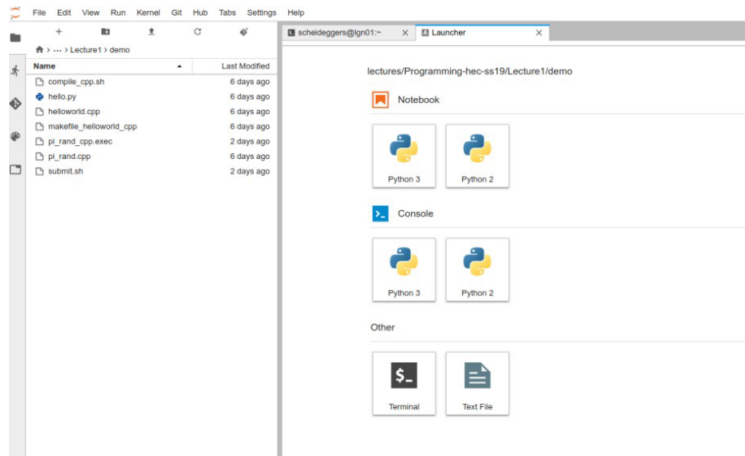 File Edit View Run Kernel Git Hub Tabs Settings Help
scheideggers@lgn01:~ X Launcher X
> ··· > Lecture1 > demo
Name Last Modified
compile_cpp.sh 6 days ago
hello.py 6 days ago
helloworld.cpp 6 days ago
makefile_helloworld_cpp 6 days ago
pi_rand_cpp.exec 2 days ago
pi_rand.cpp 6 days ago
submit.sh 2 days ago
lectures/Programming-hec-ss19/Lecture1/demo
Notebook
Python 3 Python 2
Console
Python 3 Python 2
Other
$_
Terminal Text File